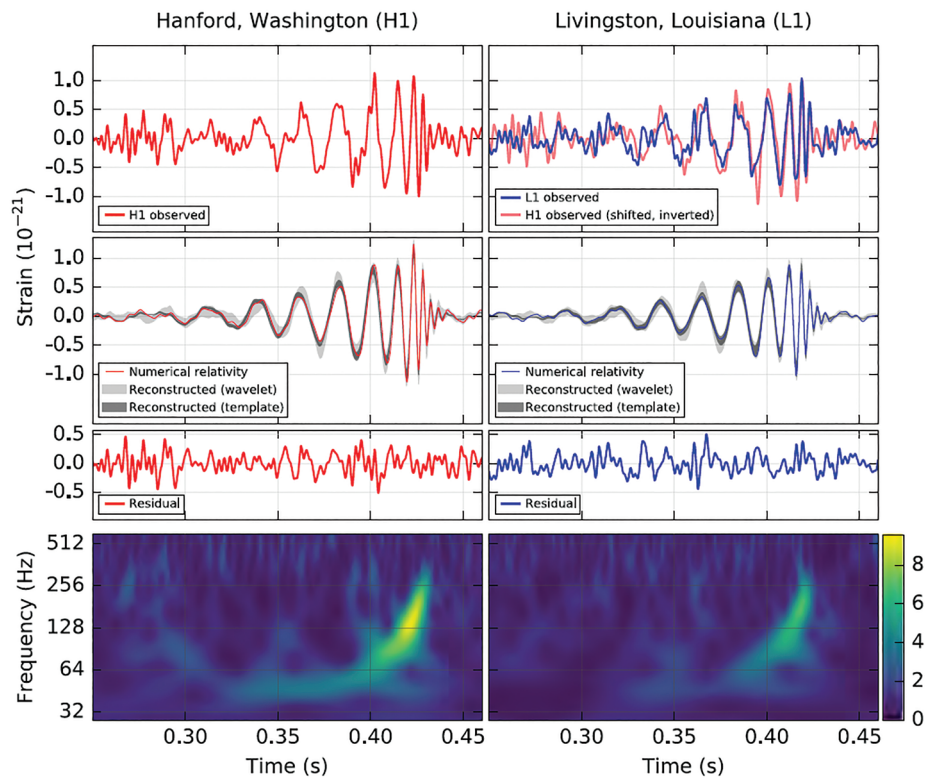 Hanford, Washington (H1)
Livingston, Louisiana (L1)
Strain (10⁻²¹)
1.0
0.5
0.0
-0.5
-1.0
H1 observed
L1 observed
H1 observed (shifted, inverted)
1.0
0.5
0.0
-0.5
-1.0
Numerical relativity
Reconstructed (wavelet)
Reconstructed (template)
Numerical relativity
Reconstructed (wavelet)
Reconstructed (template)
0.5
0.0
-0.5
Residual
Residual
Frequency (Hz)
512
256
128
64
32
8
6
4
2
0
0.30 0.35 0.40 0.45
0.30 0.35 0.40 0.45
Time (s)
Time (s)